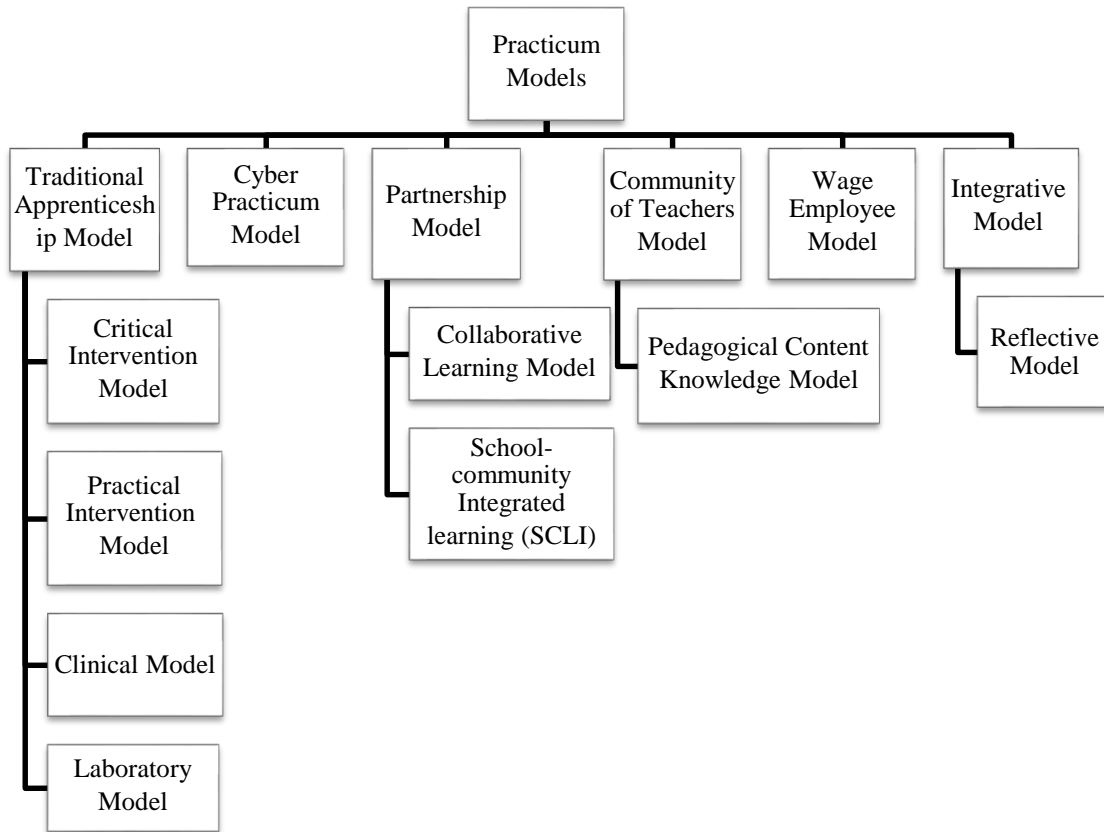 Practicum
Models
Traditional
Apprenticesh
ip Model
Cyber
Practicum
Model
Partnership
Model
Community
of Teachers
Model
Wage
Employee
Model
Integrative
Model
Critical
Intervention
Model
Practical
Intervention
Model
Clinical Model
Laboratory
Model
Collaborative
Learning Model
School-
community
Integrated
learning (SCLI)
Pedagogical Content
Knowledge Model
Reflective
Model